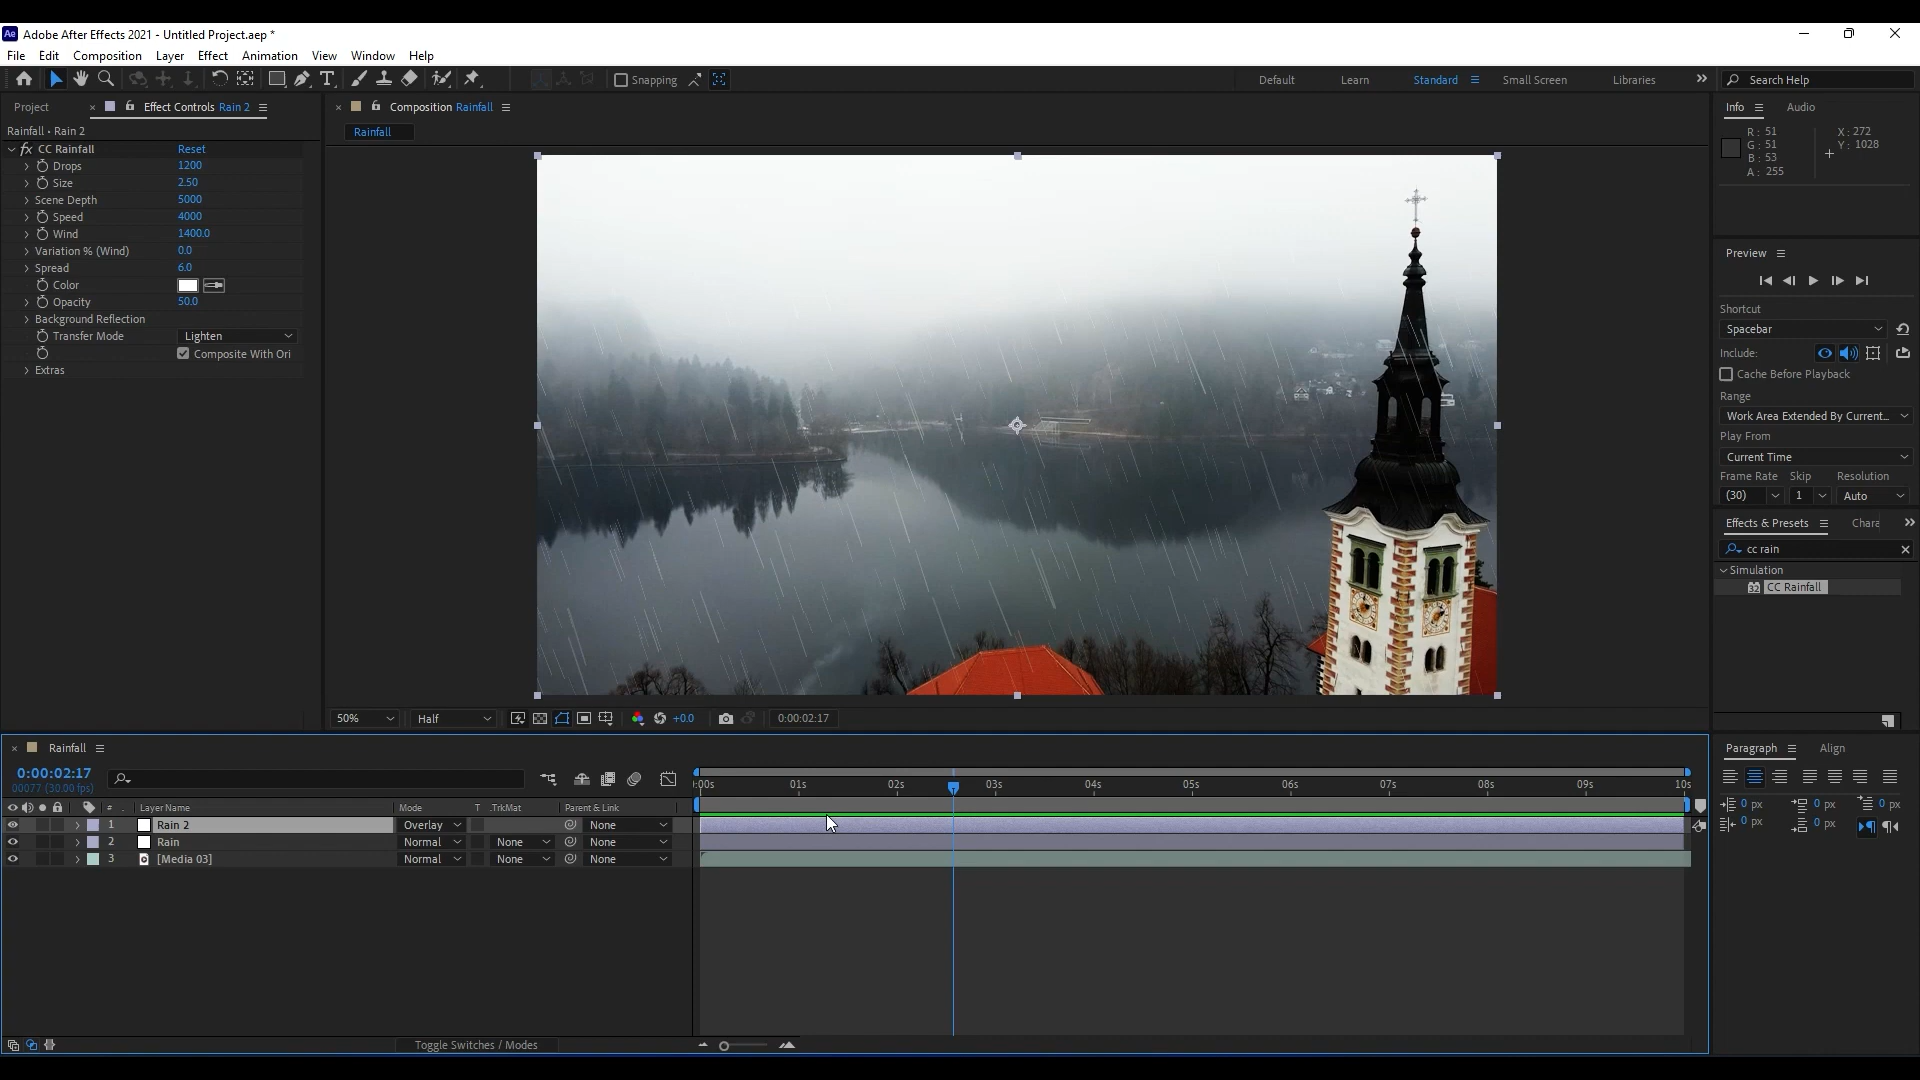 Ae Adobe After Effects 2021 - Untitled Project.aep *
File Edit Composition Layer Effect Animation View Window Help
Snapping Default Learn Standard Small Screen Libraries Search Help
Project × Effect Controls Rain 2 × Composition Rainfall Info Audio
Rainfall • Rain 2
Rainfall
R: 51
G: 51
B: 53
A: 255
X: 272
Y: 1028
fx CC Rainfall Reset
Drops 1200
Size 2.50
Scene Depth 5000
Speed 4000
Wind 1400.0
Variation % (Wind) 0.0
Spread 6.0
Color
Opacity 50.0
Background Reflection
Transfer Mode Lighten
Composite With Ori
Extras
Preview
Shortcut
Spacebar
Include:
Cache Before Playback
Range
Work Area Extended By Current...
Play From
Current Time
Frame Rate Skip Resolution
(30) 1 Auto
Effects & Presets Chara
cc rain
Simulation
32 CC Rainfall
50% Half +0.0 0:00:02:17
× Rainfall
0:00:02:17
00077 (30.00 fps)
:00s 01s 02s 03s 04s 05s 06s 07s 08s 09s 10s
# . Layer Name Mode T .TrkMat Parent & Link
1 Rain 2 Overlay None
2 Rain Normal None None
3 [Media 03] Normal None None
Toggle Switches / Modes
Paragraph Align
0 px 0 px 0 px
0 px 0 px